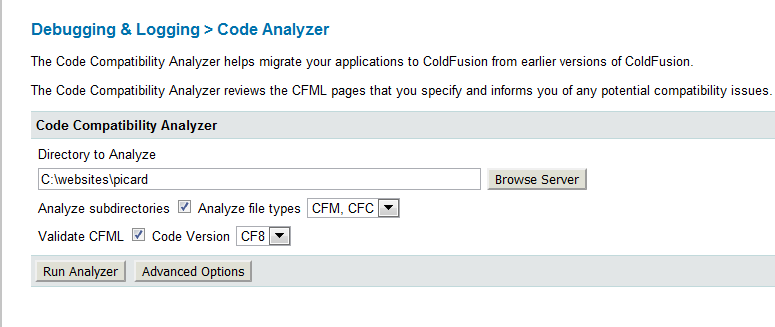 Debugging & Logging > Code Analyzer
The Code Compatibility Analyzer helps migrate your applications to ColdFusion from earlier versions of ColdFusion.
The Code Compatibility Analyzer reviews the CFML pages that you specify and informs you of any potential compatibility issues.
Code Compatibility Analyzer
Directory to Analyze
C:\websites\picard Browse Server
Analyze subdirectories Analyze file types CFM, CFC
Validate CFML Code Version CF8
Run Analyzer Advanced Options